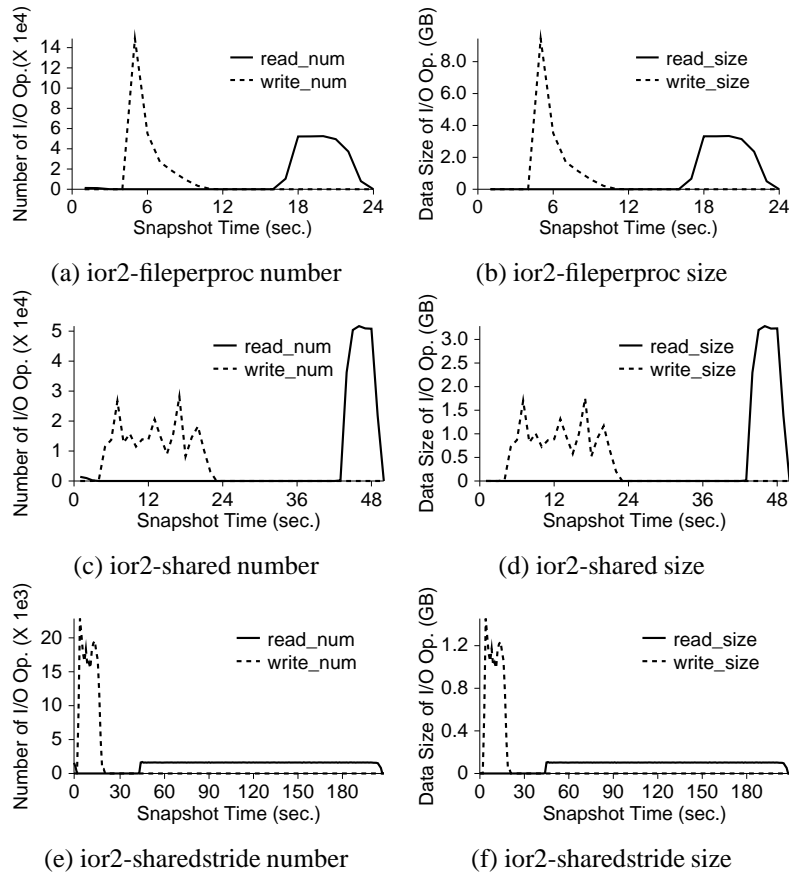 Number of I/O Op.(X 1e4)
14
12
10
8
6
4
2
0
read_num
write_num
0 6 12 18 24
Snapshot Time (sec.)
(a) ior2-fileperproc number
Data Size of I/O Op. (GB)
8.0
6.0
4.0
2.0
0
read_size
write_size
0 6 12 18 24
Snapshot Time (sec.)
(b) ior2-fileperproc size
Number of I/O Op. (X 1e4)
5
4
3
2
1
0
read_num
write_num
0 12 24 36 48
Snapshot Time (sec.)
(c) ior2-shared number
Data Size of I/O Op. (GB)
3.0
2.5
2.0
1.5
1.0
0.5
0
read_size
write_size
0 12 24 36 48
Snapshot Time (sec.)
(d) ior2-shared size
Number of I/O Op. (X 1e3)
20
15
10
5
0
read_num
write_num
0 30 60 90 120 150 180
Snapshot Time (sec.)
(e) ior2-sharedstride number
Data Size of I/O Op. (GB)
1.2
0.8
0.4
0
read_size
write_size
0 30 60 90 120 150 180
Snapshot Time (sec.)
(f) ior2-sharedstride size